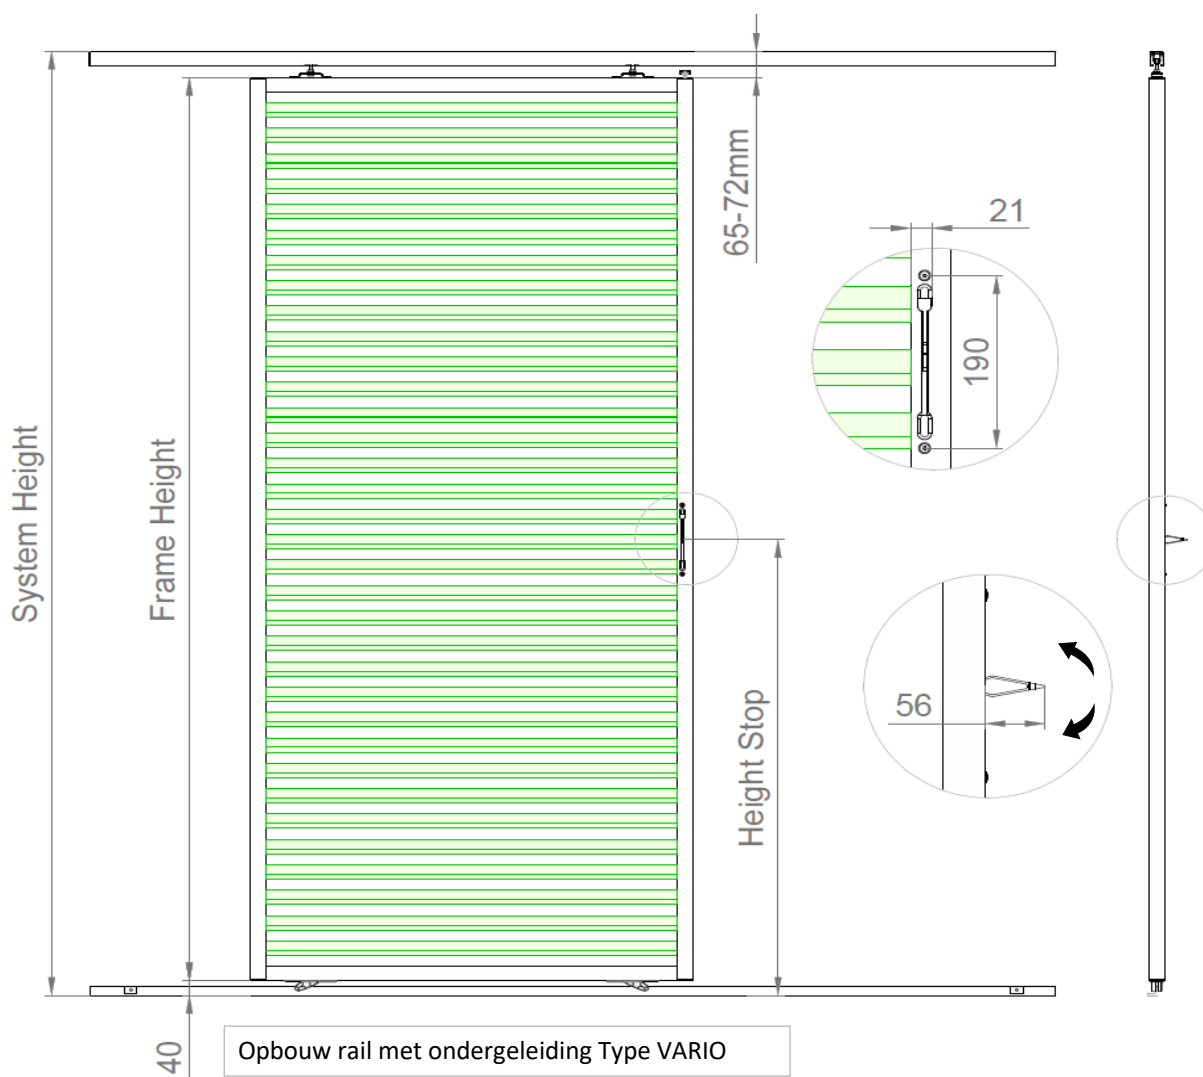 65-72mm
21
190
System Height
Frame Height
56
Height Stop
40
Opbouw rail met ondergeleiding Type VARIO